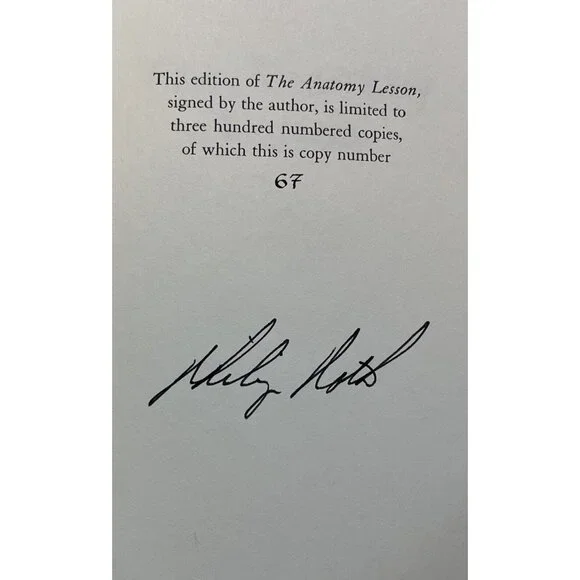 This edition of The Anatomy Lesson,
signed by the author, is limited to
three hundred numbered copies,
of which this is copy number
67
Philip Roth